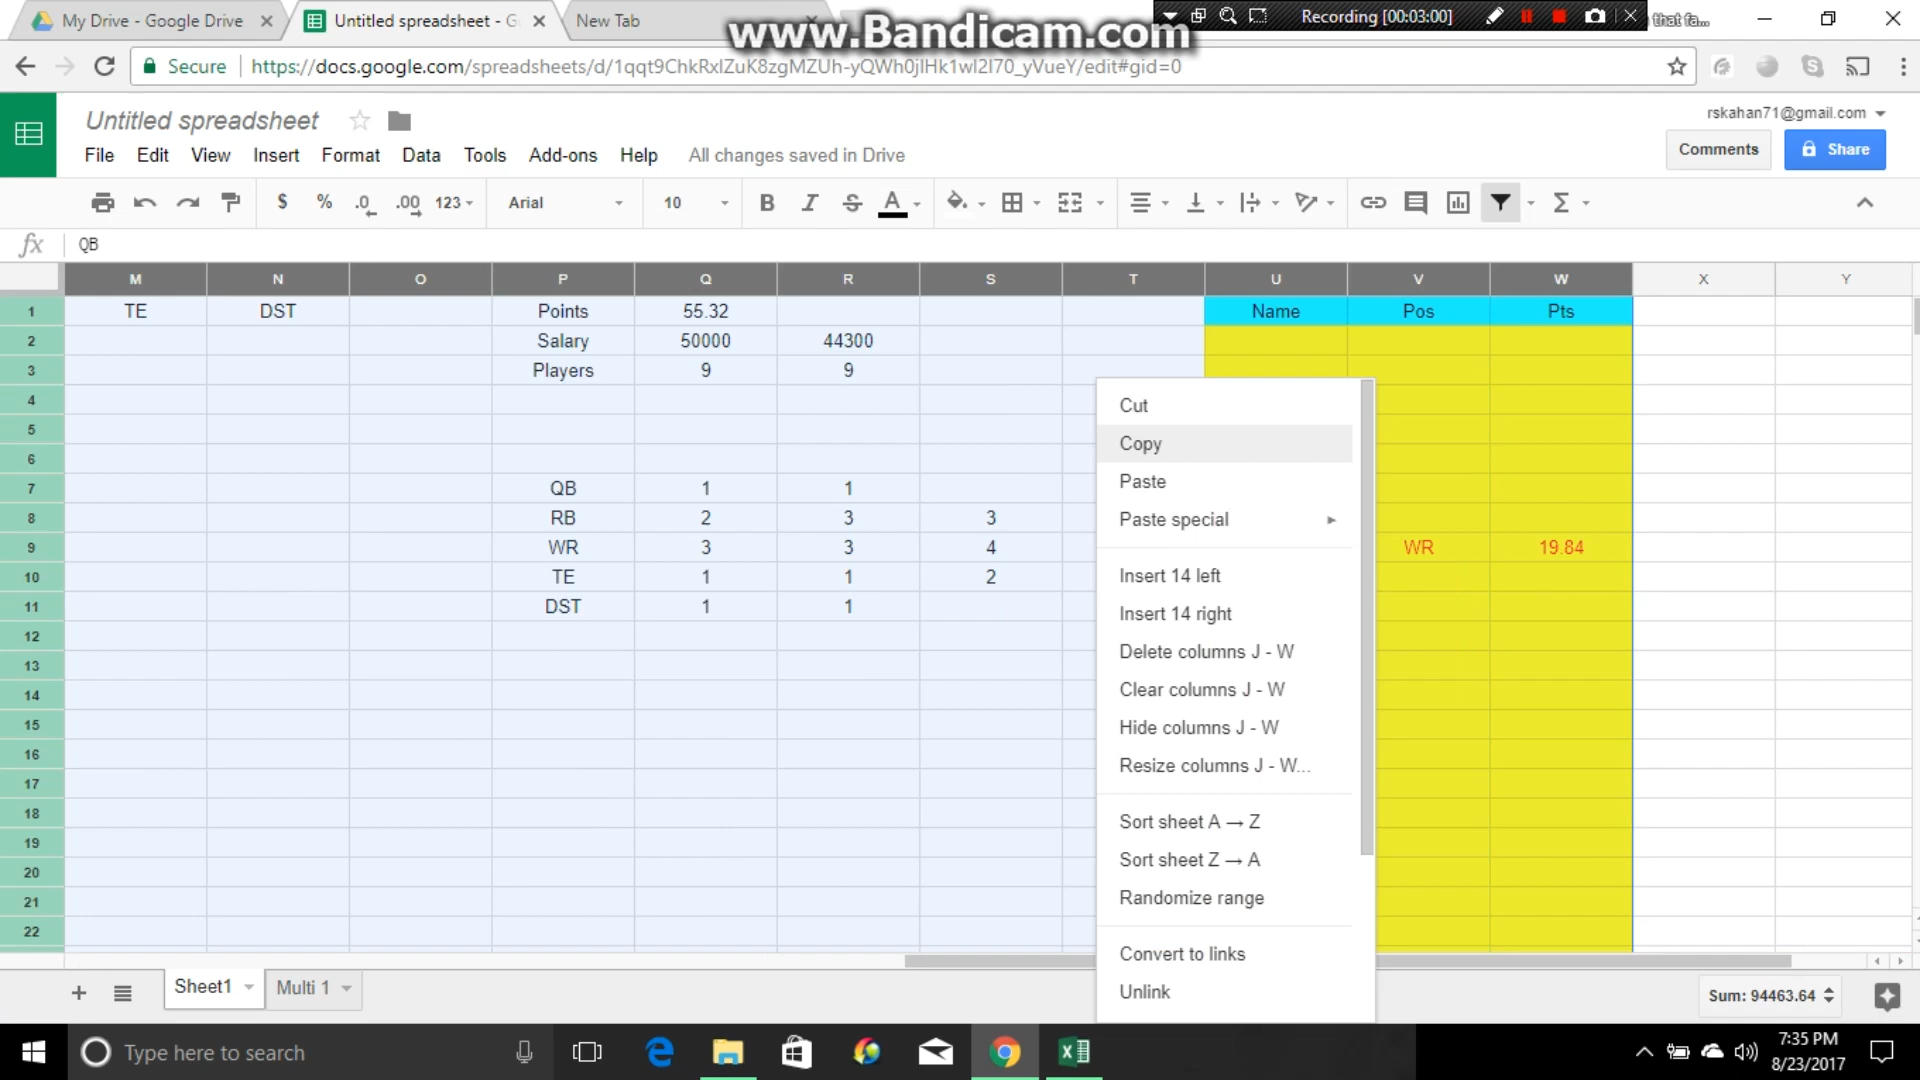 My Drive - Google Drive
Untitled spreadsheet - G
New Tab
www.Bandicam.com
Recording [00:03:00]
that fa...
Secure
https://docs.google.com/spreadsheets/d/1qqt9ChkRxIZuK8zgMZUh-yQWh0jIHk1wl2I70_yVueY/edit#gid=0
Untitled spreadsheet
rskahan71@gmail.com
File Edit View Insert Format Data Tools Add-ons Help All changes saved in Drive
Comments Share
$ % .0 .00 123 Arial 10 B I S A Σ
fx QB
M N O P Q R S T U V W X Y
1 TE DST Points 55.32 Name Pos Pts
2 Salary 50000 44300
3 Players 9 9
4
5
6
7 QB 1 1
8 RB 2 3 3
9 WR 3 3 4 WR 19.84
10 TE 1 1 2
11 DST 1 1
12
13
14
15
16
17
18
19
20
21
22
Cut
Copy
Paste
Paste special
Insert 14 left
Insert 14 right
Delete columns J - W
Clear columns J - W
Hide columns J - W
Resize columns J - W...
Sort sheet A → Z
Sort sheet Z → A
Randomize range
Convert to links
Unlink
Sheet1 Multi 1
Sum: 94463.64
Type here to search
7:35 PM
8/23/2017